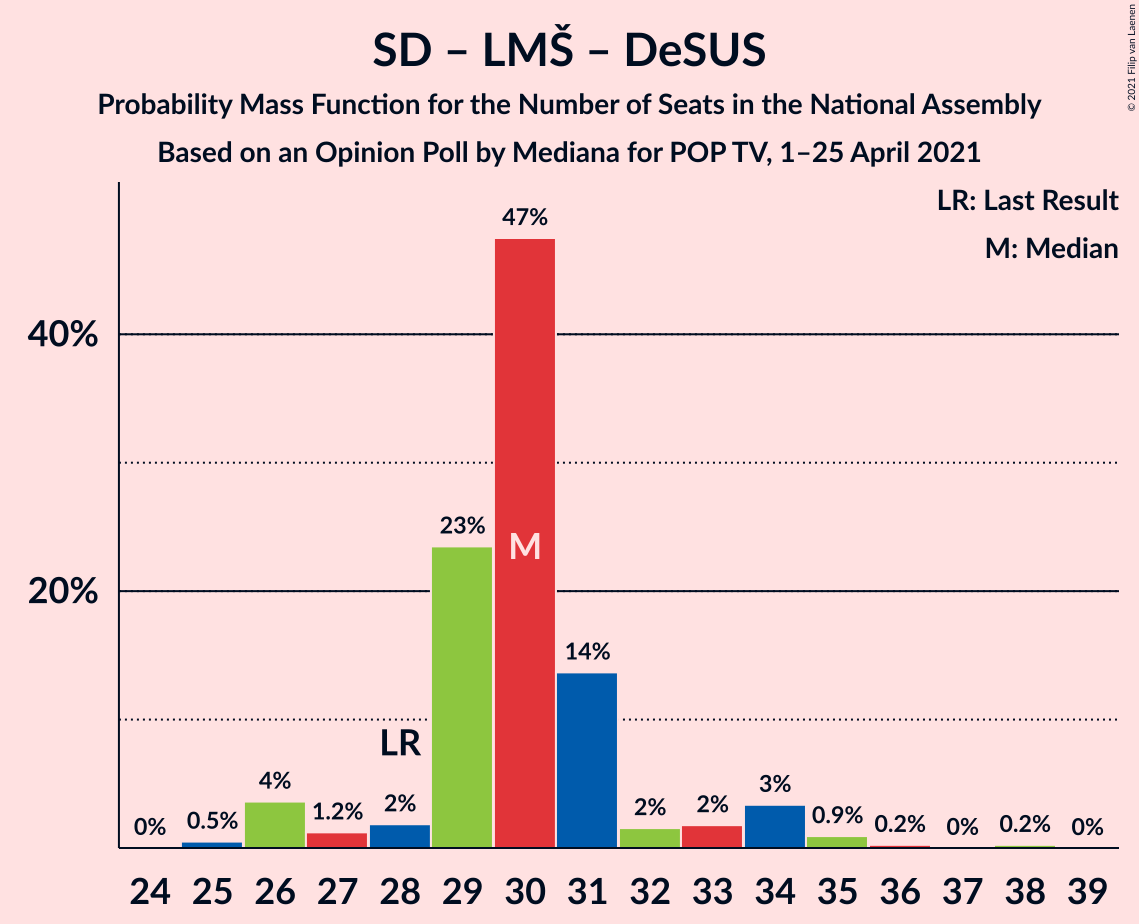 SD – LMŠ – DeSUS
Probability Mass Function for the Number of Seats in the National Assembly
Based on an Opinion Poll by Mediana for POP TV, 1–25 April 2021
© 2021 Filip van Laenen
LR: Last Result
M: Median
47%
40%
23%
M
20%
14%
LR
0% 0.5% 4% 1.2% 2% 2% 2% 3% 0.9% 0.2% 0% 0.2% 0%
24 25 26 27 28 29 30 31 32 33 34 35 36 37 38 39